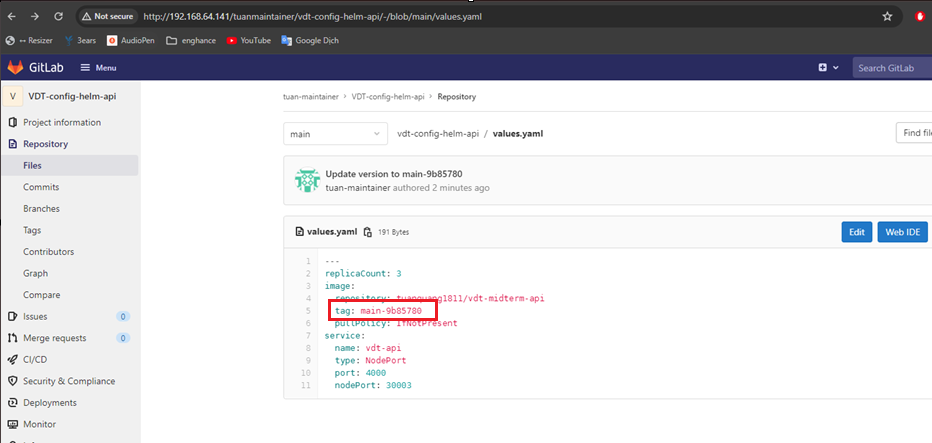 Not secure http://192.168.64.141/tuanmaintainer/vdt-config-helm-api/-/blob/main/values.yaml
-- Resizer 3ears AudioPen enghance YouTube Google Dịch
GitLab Menu Search GitLab
V VDT-config-helm-api
Project information
Repository
Files
Commits
Branches
Tags
Contributors
Graph
Compare
Issues 0
Merge requests 0
CI/CD
Security & Compliance
Deployments
Monitor
tuan-maintainer > VDT-config-helm-api > Repository
main vdt-config-helm-api / values.yaml Find file
Update version to main-9b85780
tuan-maintainer authored 2 minutes ago
values.yaml 191 Bytes Edit Web IDE
1 ---
2 replicaCount: 3
3 image:
4 repository: tuanquang1811/vdt-midterm-api
5 tag: main-9b85780
6 pullPolicy: IfNotPresent
7 service:
8 name: vdt-api
9 type: NodePort
10 port: 4000
11 nodePort: 30003